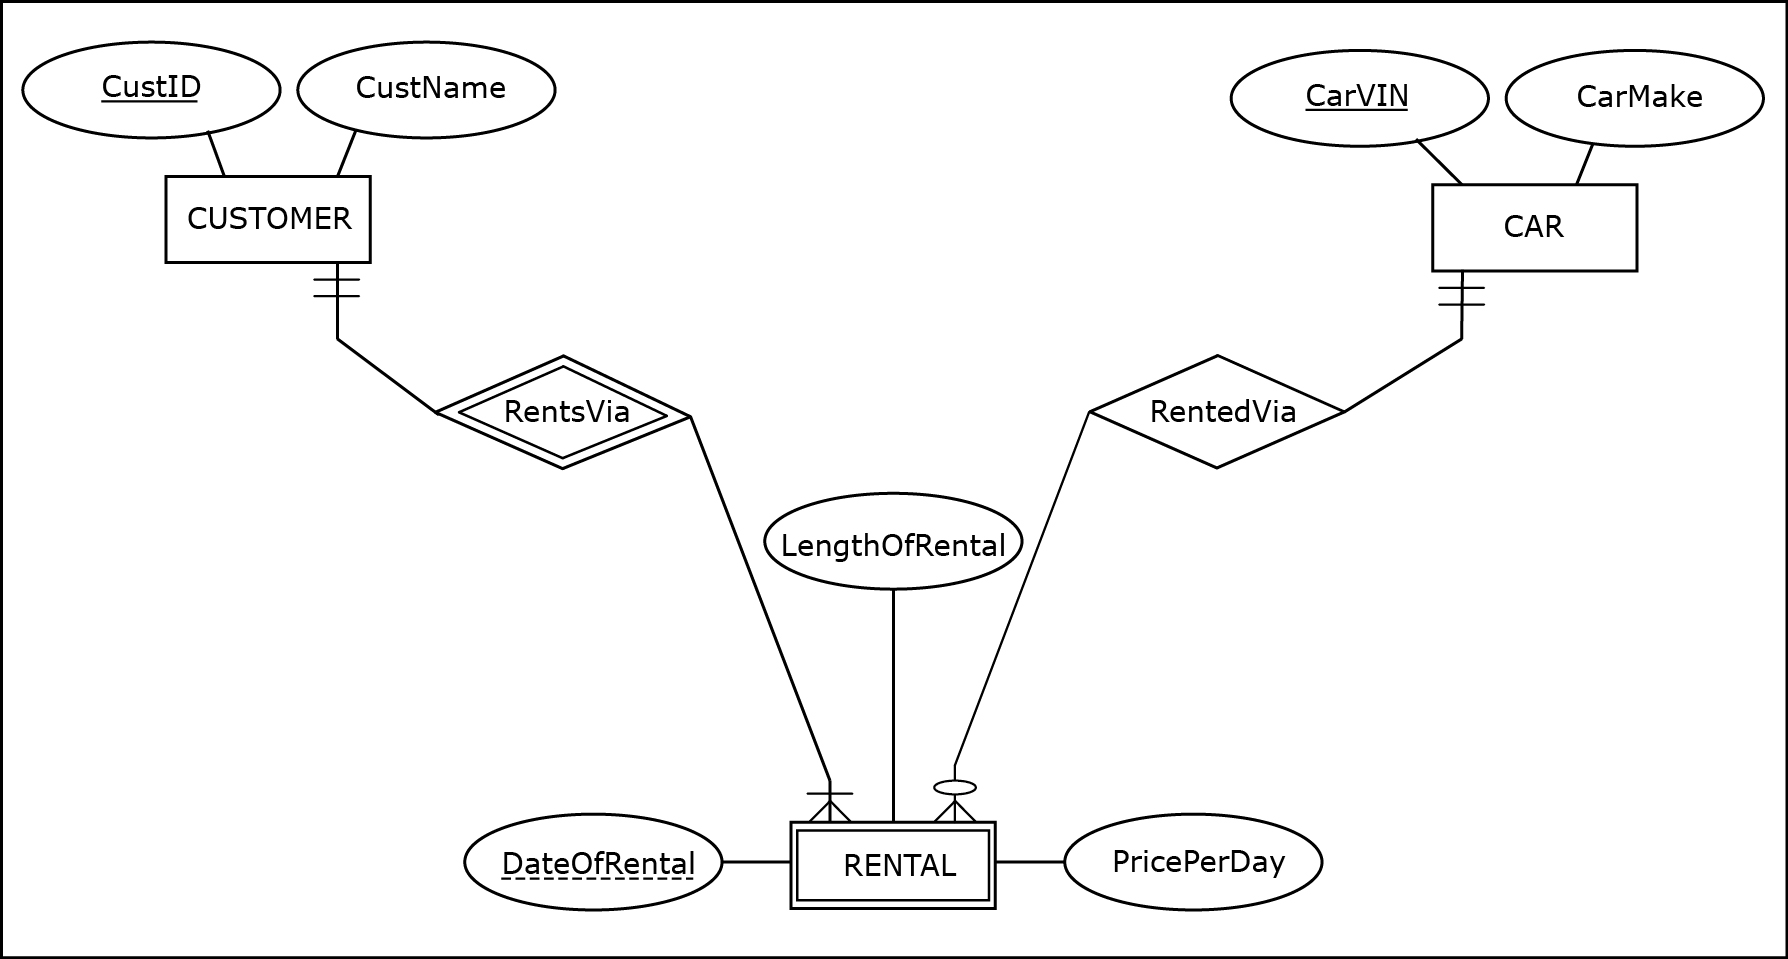 CustID
CustName
CarVIN
CarMake
CUSTOMER
CAR
RentsVia
RentedVia
LengthOfRental
DateOfRental
RENTAL
PricePerDay